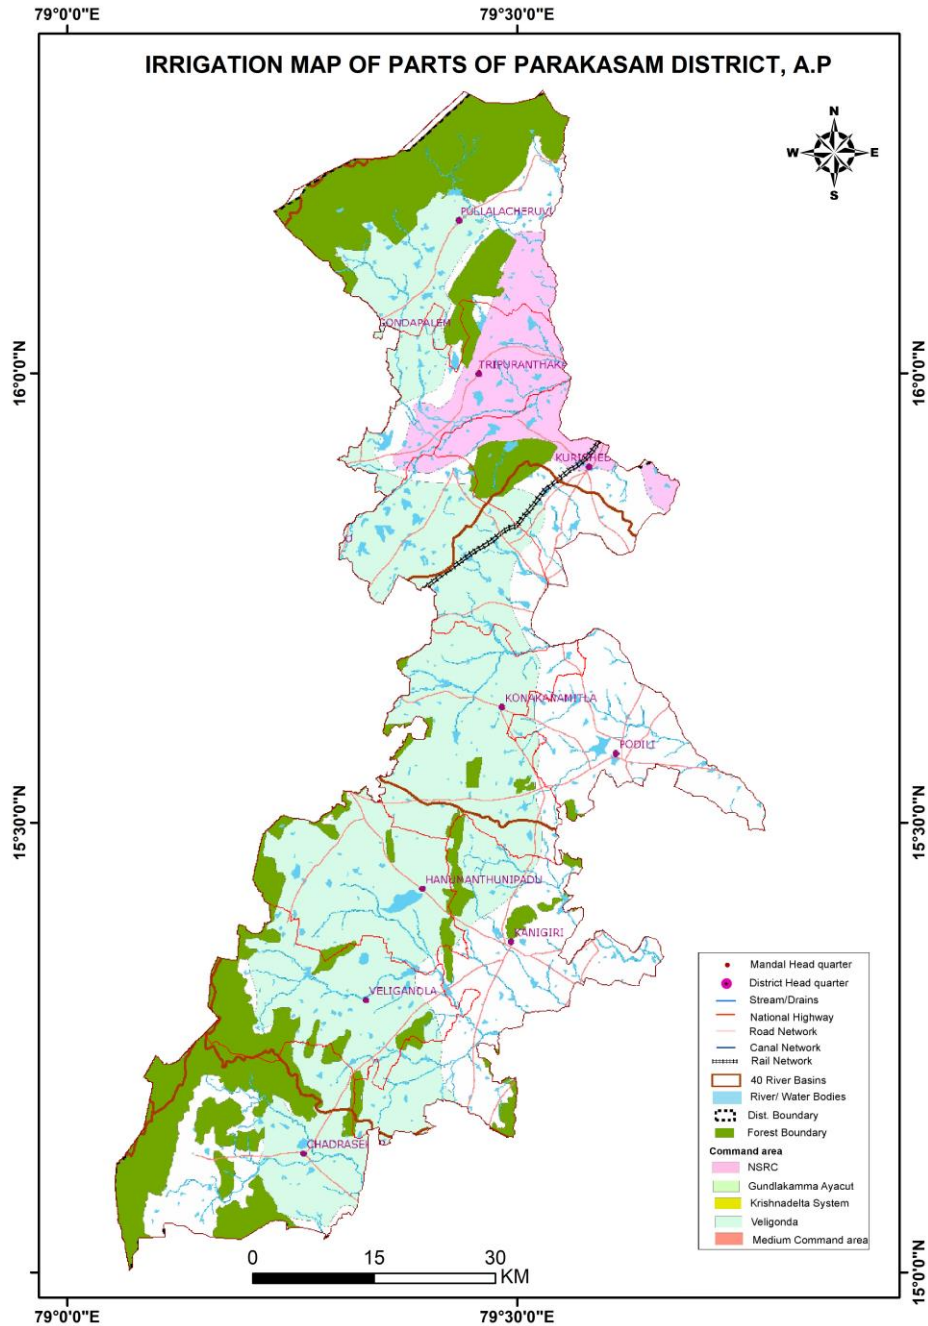 79°0'0"E
79°30'0"E
IRRIGATION MAP OF PARTS OF PARAKASAM DISTRICT, A.P
N
W E
S
PULLALACHERUVU
16°0'0"N
16°0'0"N
TRIPURANTHAK
KURICHED
U
KONAKARAMITLA
PODILI
15°30'0"N
15°30'0"N
HANUMANTHUNIPADU
KANIGIRI
VELIGANDLA
CHADRASEK
Mandal Head quarter
District Head quarter
Stream/Drains
National Highway
Road Network
Canal Network
Rail Network
40 River Basins
River/ Water Bodies
Dist. Boundary
Forest Boundary
Command area
NSRC
Gundlakamma Ayacut
Krishnadelta System
Veligonda
Medium Command area
0 15 30
KM
15°0'0"N
15°0'0"N
79°0'0"E
79°30'0"E